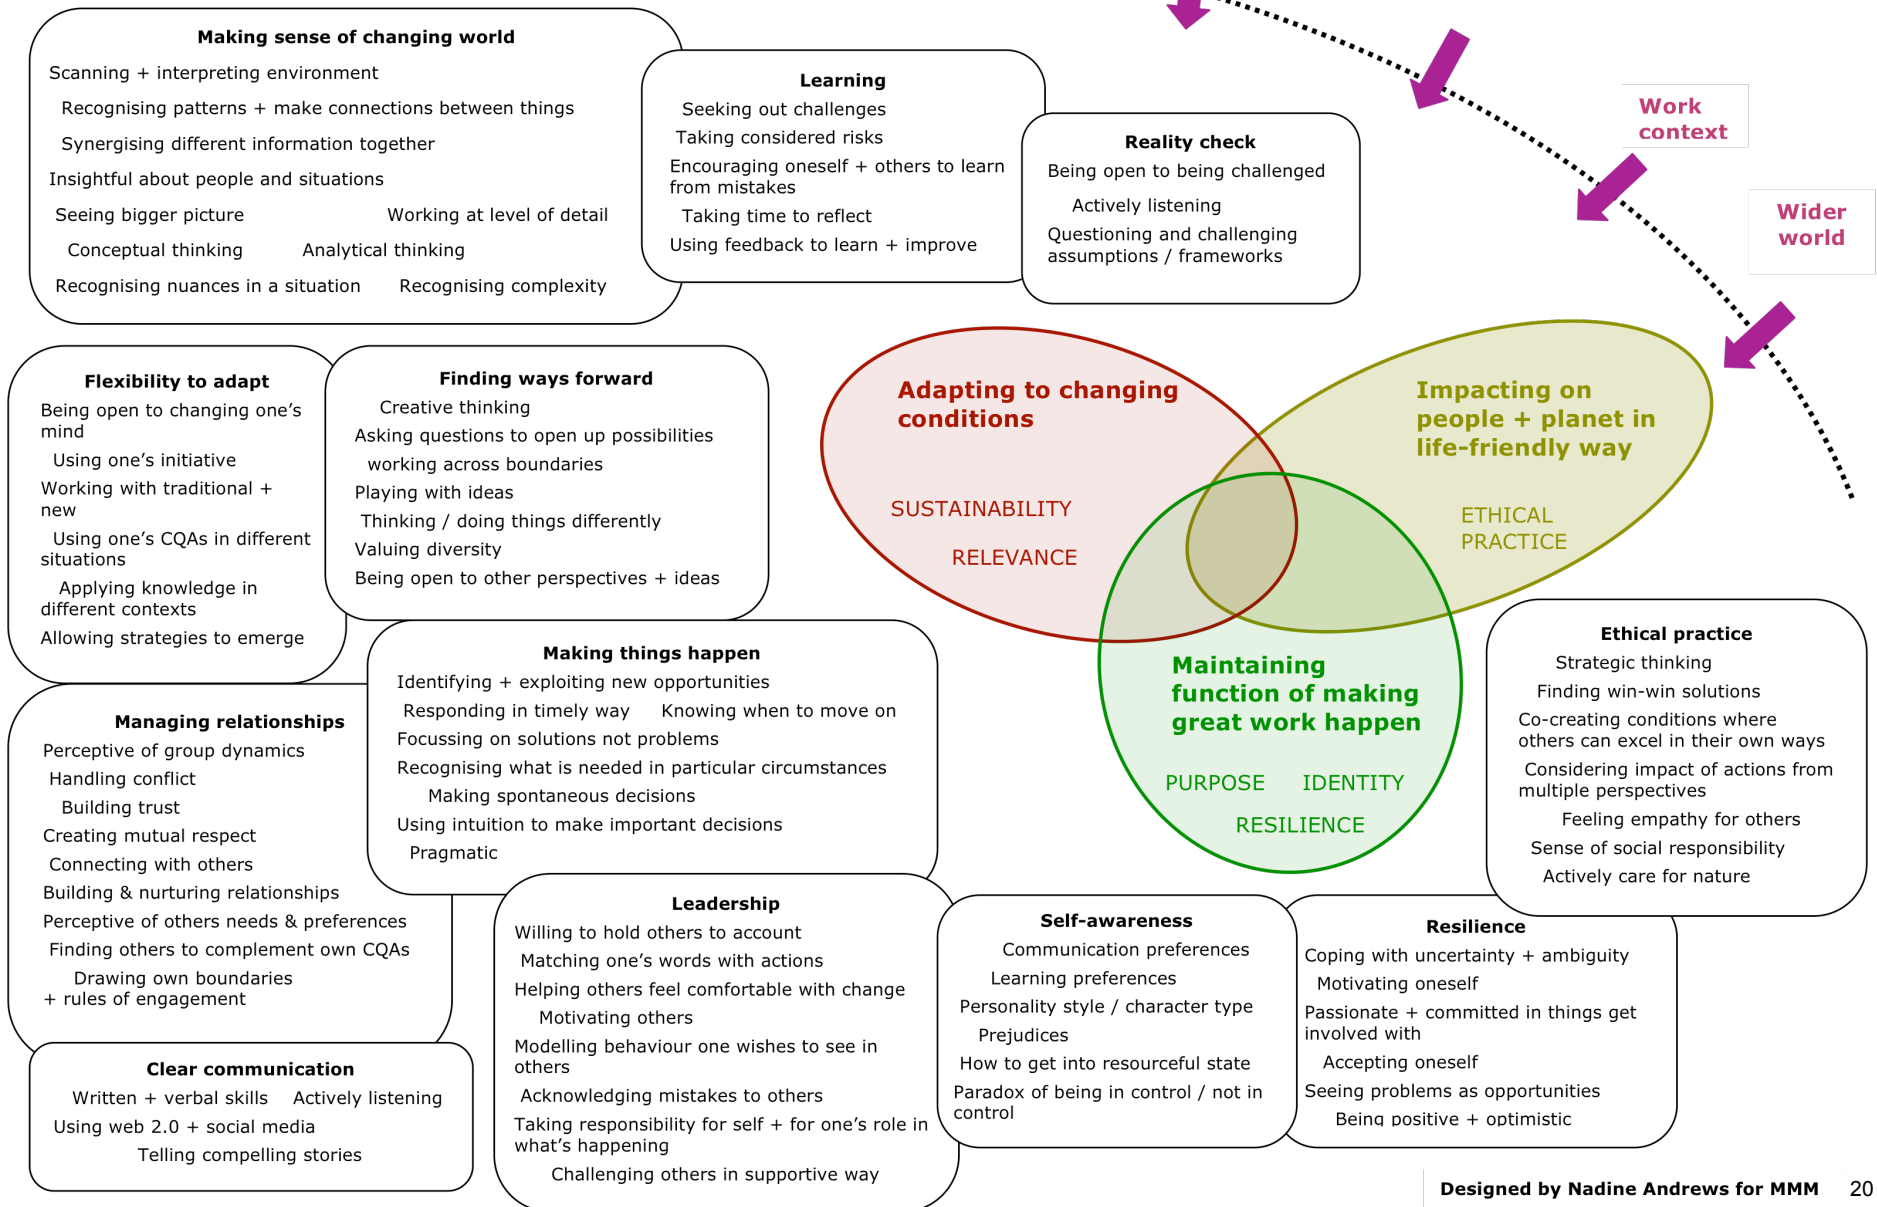 Making sense of changing world
Scanning + interpreting environment
Recognising patterns + make connections between things
Synergising different information together
Insightful about people and situations
Seeing bigger picture Working at level of detail
Conceptual thinking Analytical thinking
Recognising nuances in a situation Recognising complexity
Learning
Seeking out challenges
Taking considered risks
Encouraging oneself + others to learn
from mistakes
Taking time to reflect
Using feedback to learn + improve
Reality check
Being open to being challenged
Actively listening
Questioning and challenging
assumptions / frameworks
Work
context
Wider
world
Flexibility to adapt
Being open to changing one’s
mind
Using one’s initiative
Working with traditional +
new
Using one’s CQAs in different
situations
Applying knowledge in
different contexts
Allowing strategies to emerge
Finding ways forward
Creative thinking
Asking questions to open up possibilities
working across boundaries
Playing with ideas
Thinking / doing things differently
Valuing diversity
Being open to other perspectives + ideas
Adapting to changing
conditions
SUSTAINABILITY
RELEVANCE
Impacting on
people + planet in
life-friendly way
ETHICAL
PRACTICE
Maintaining
function of making
great work happen
PURPOSE IDENTITY
RESILIENCE
Making things happen
Identifying + exploiting new opportunities
Responding in timely way Knowing when to move on
Focussing on solutions not problems
Recognising what is needed in particular circumstances
Making spontaneous decisions
Using intuition to make important decisions
Pragmatic
Ethical practice
Strategic thinking
Finding win-win solutions
Co-creating conditions where
others can excel in their own ways
Considering impact of actions from
multiple perspectives
Feeling empathy for others
Sense of social responsibility
Actively care for nature
Managing relationships
Perceptive of group dynamics
Handling conflict
Building trust
Creating mutual respect
Connecting with others
Building & nurturing relationships
Perceptive of others needs & preferences
Finding others to complement own CQAs
Drawing own boundaries
+ rules of engagement
Clear communication
Written + verbal skills Actively listening
Using web 2.0 + social media
Telling compelling stories
Leadership
Willing to hold others to account
Matching one’s words with actions
Helping others feel comfortable with change
Motivating others
Modelling behaviour one wishes to see in
others
Acknowledging mistakes to others
Taking responsibility for self + for one’s role in
what’s happening
Challenging others in supportive way
Self-awareness
Communication preferences
Learning preferences
Personality style / character type
Prejudices
How to get into resourceful state
Paradox of being in control / not in
control
Resilience
Coping with uncertainty + ambiguity
Motivating oneself
Passionate + committed in things get
involved with
Accepting oneself
Seeing problems as opportunities
Being positive + optimistic
Designed by Nadine Andrews for MMM 20